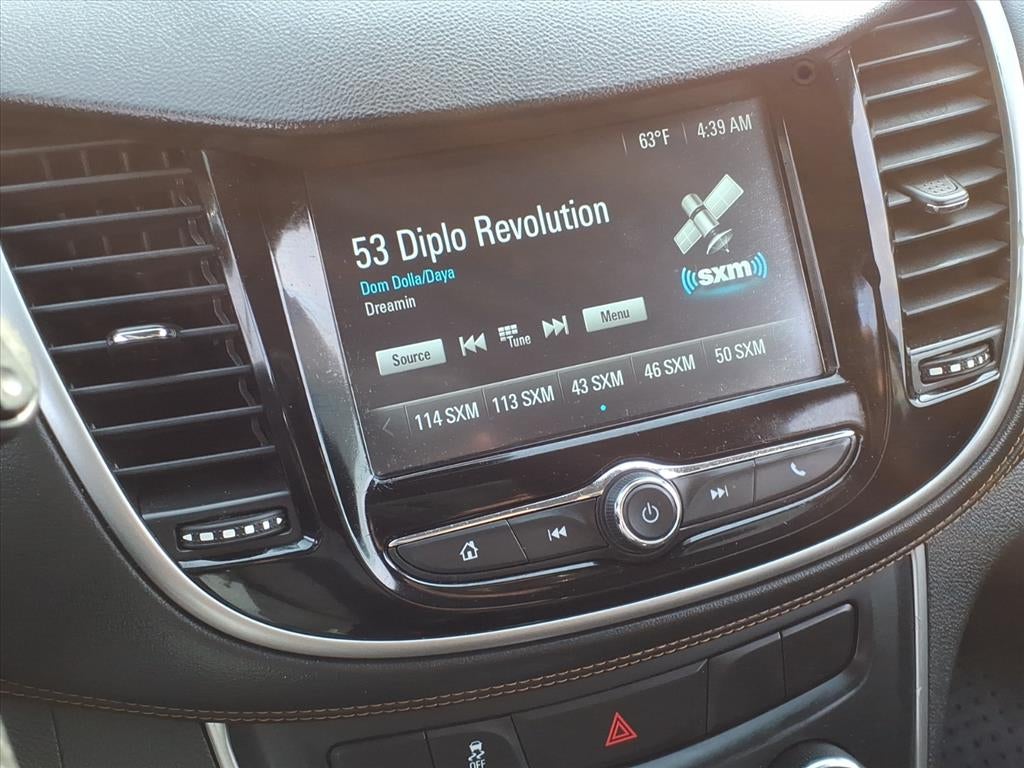 63°F 4:39 AM
53 Diplo Revolution
Dom Dolla/Daya
Dreamin
((sxm))
Source Tune Menu
114 SXM 113 SXM 43 SXM 46 SXM 50 SXM
OFF